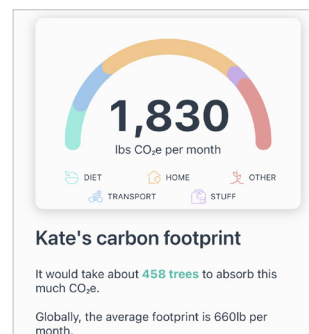 1,830
lbs CO₂e per month
DIET HOME OTHER
TRANSPORT STUFF
Kate's carbon footprint
It would take about 458 trees to absorb this
much CO₂e.
Globally, the average footprint is 660lb per
month.